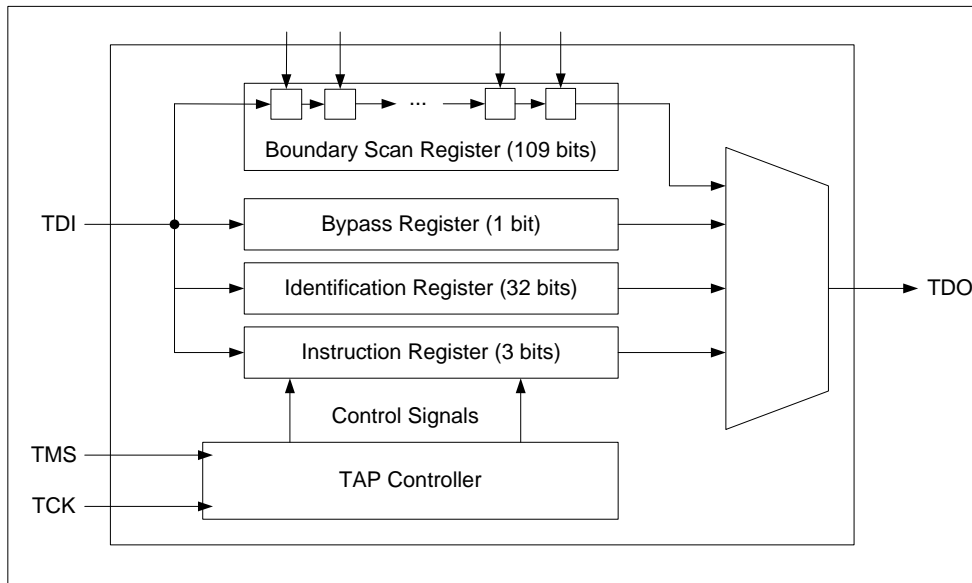 ...
Boundary Scan Register (109 bits)
TDI
Bypass Register (1 bit)
Identification Register (32 bits)
TDO
Instruction Register (3 bits)
Control Signals
TMS
TAP Controller
TCK